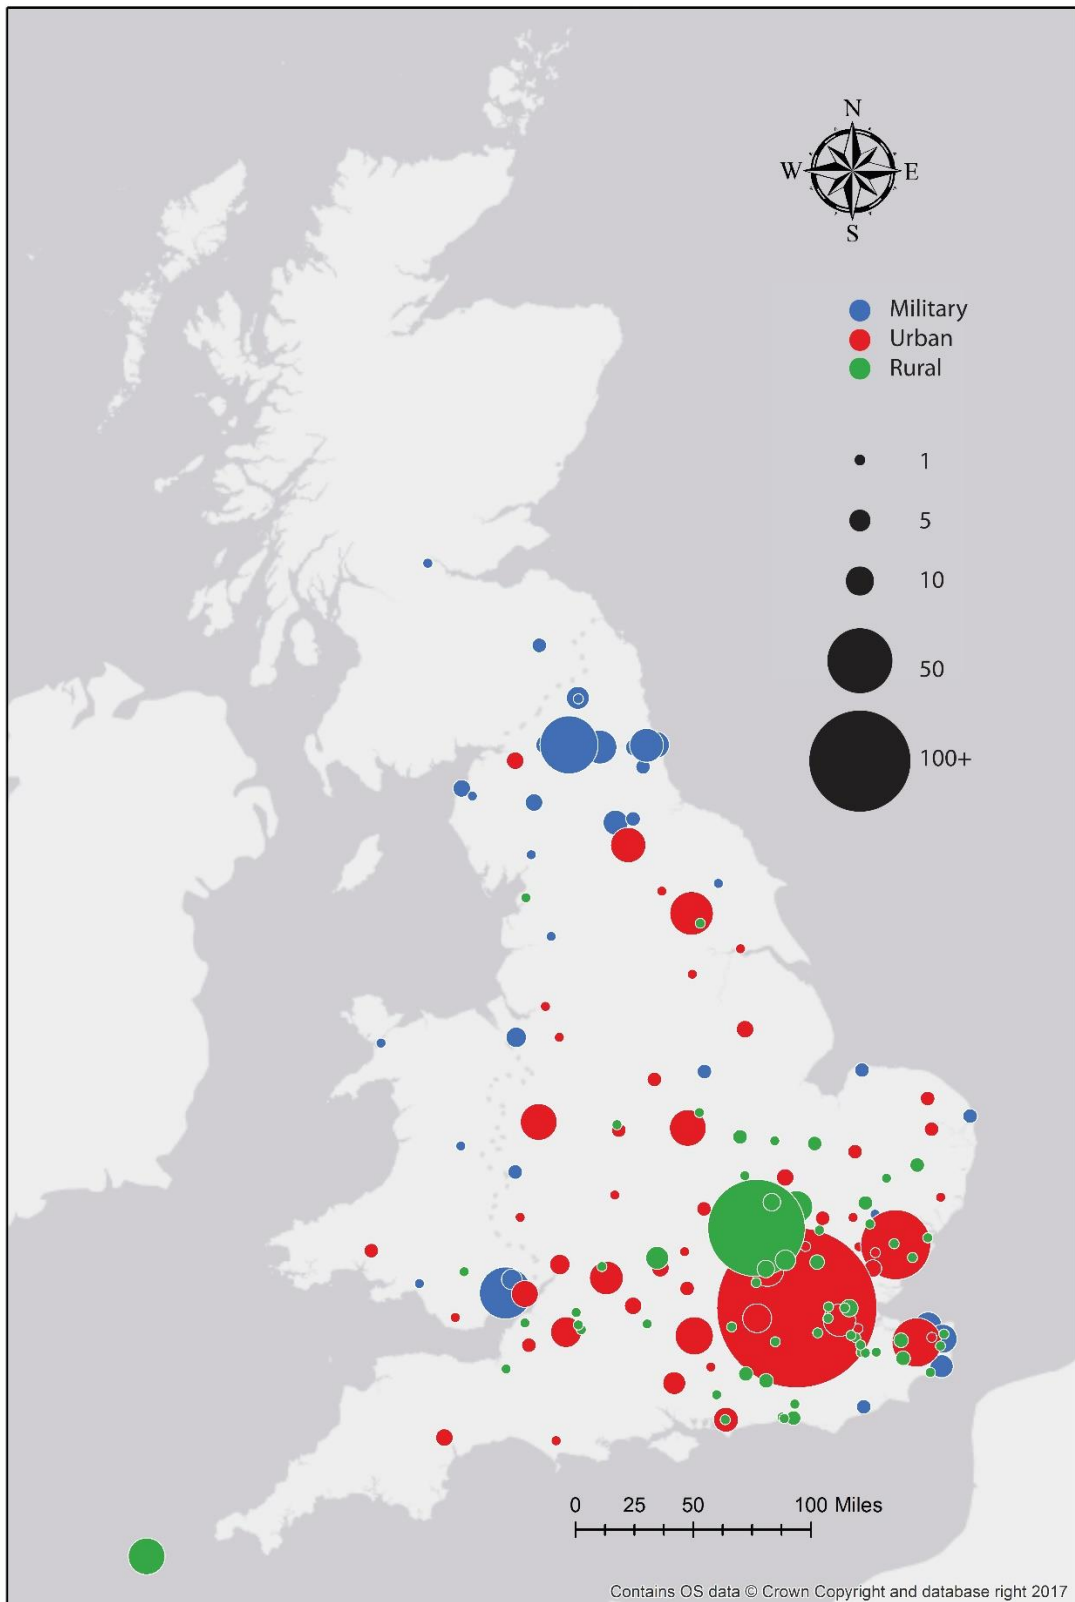 N
W E
S
Military
Urban
Rural
1
5
10
50
100+
0 25 50 100 Miles
Contains OS data © Crown Copyright and database right 2017